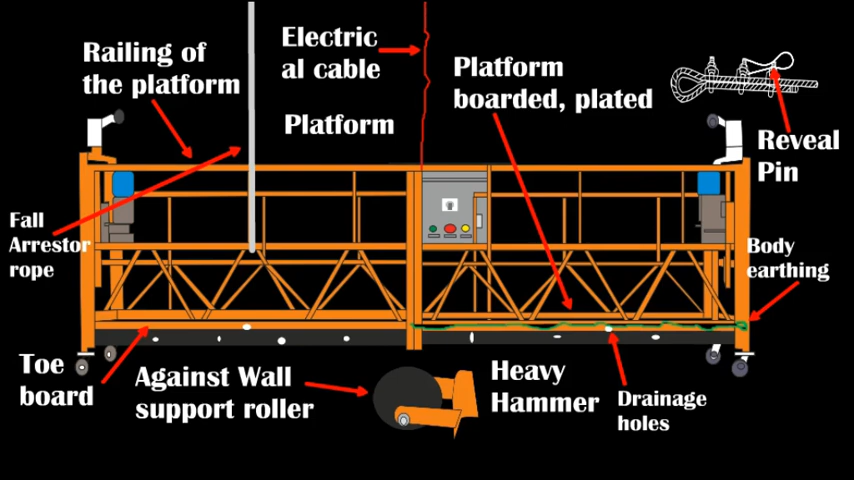 Railing of
the platform
Electric
al cable
Platform
boarded, plated
Platform
Reveal
Pin
Fall
Arrestor
rope
Body
earthing
Toe
board
Against Wall
support roller
Heavy
Hammer
Drainage
holes